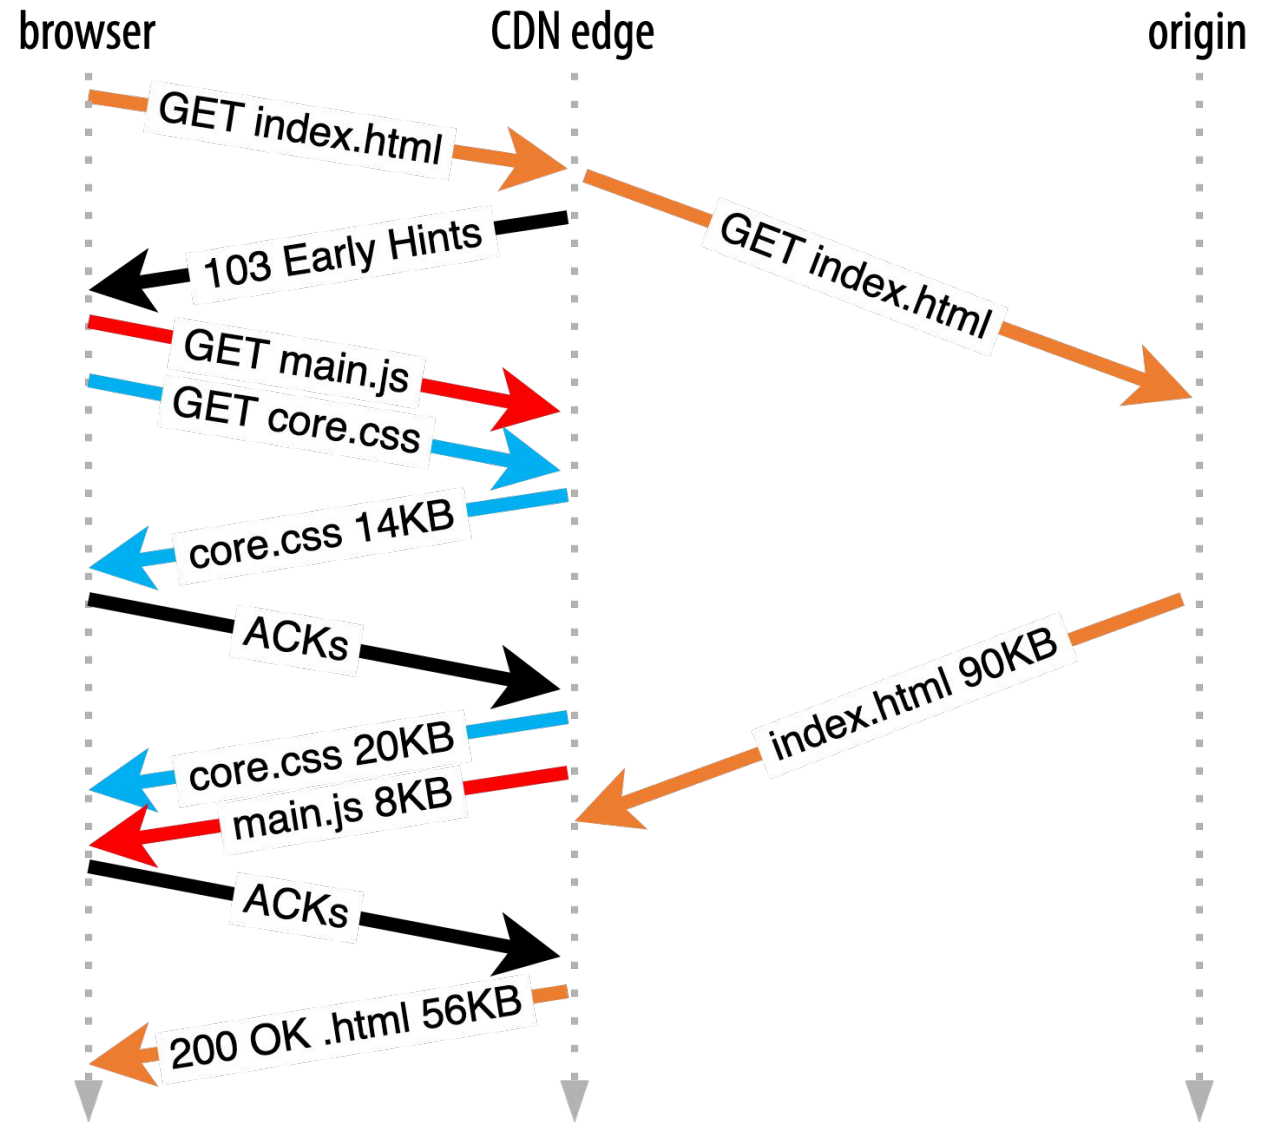 browser
CDN edge
origin
GET index.html
GET index.html
103 Early Hints
GET main.js
GET core.css
core.css 14KB
ACKs
index.html 90KB
core.css 20KB
main.js 8KB
ACKs
200 OK .html 56KB